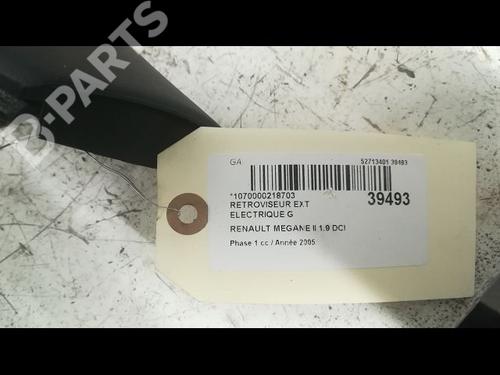 B-PARTS
GA 52713401 39493
*1070000218703
RETROVISEUR EXT 39493
ELECTRIQUE G
RENAULT MEGANE II 1.9 DCI
Phase 1 cc / Année 2005